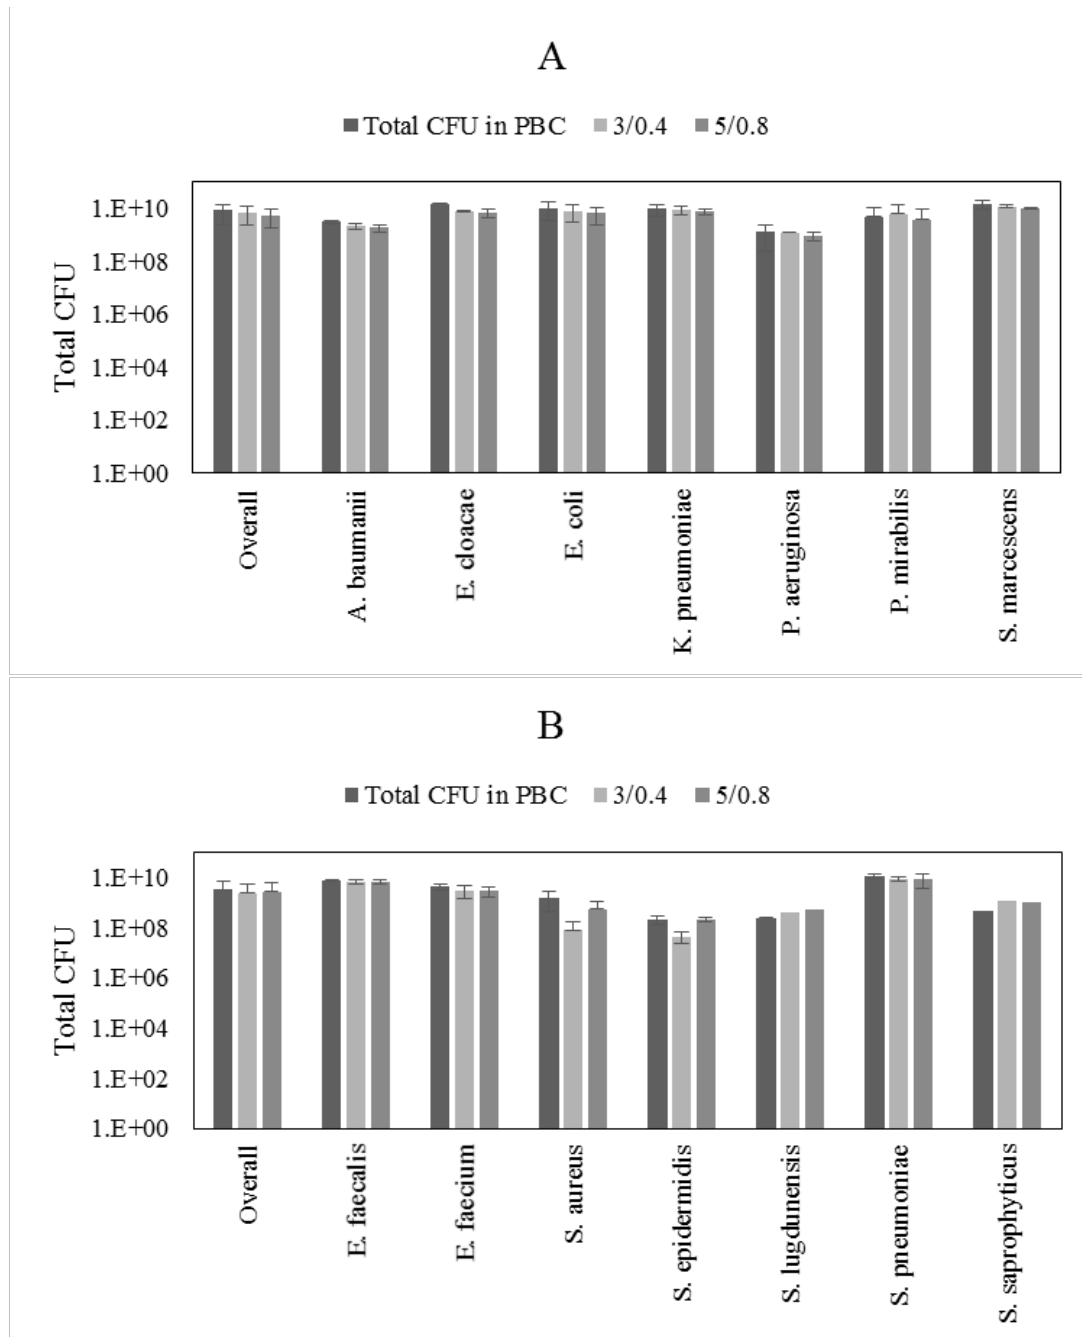 A
Total CFU in PBC 3/0.4 5/0.8
Total CFU
1.E+10
1.E+08
1.E+06
1.E+04
1.E+02
1.E+00
Overall
A. baumanii
E. cloacae
E. coli
K. pneumoniae
P. aeruginosa
P. mirabilis
S. marcescens
B
Total CFU in PBC 3/0.4 5/0.8
Total CFU
1.E+10
1.E+08
1.E+06
1.E+04
1.E+02
1.E+00
Overall
E. faecalis
E. faecium
S. aureus
S. epidermidis
S. lugdunensis
S. pneumoniae
S. saprophyticus